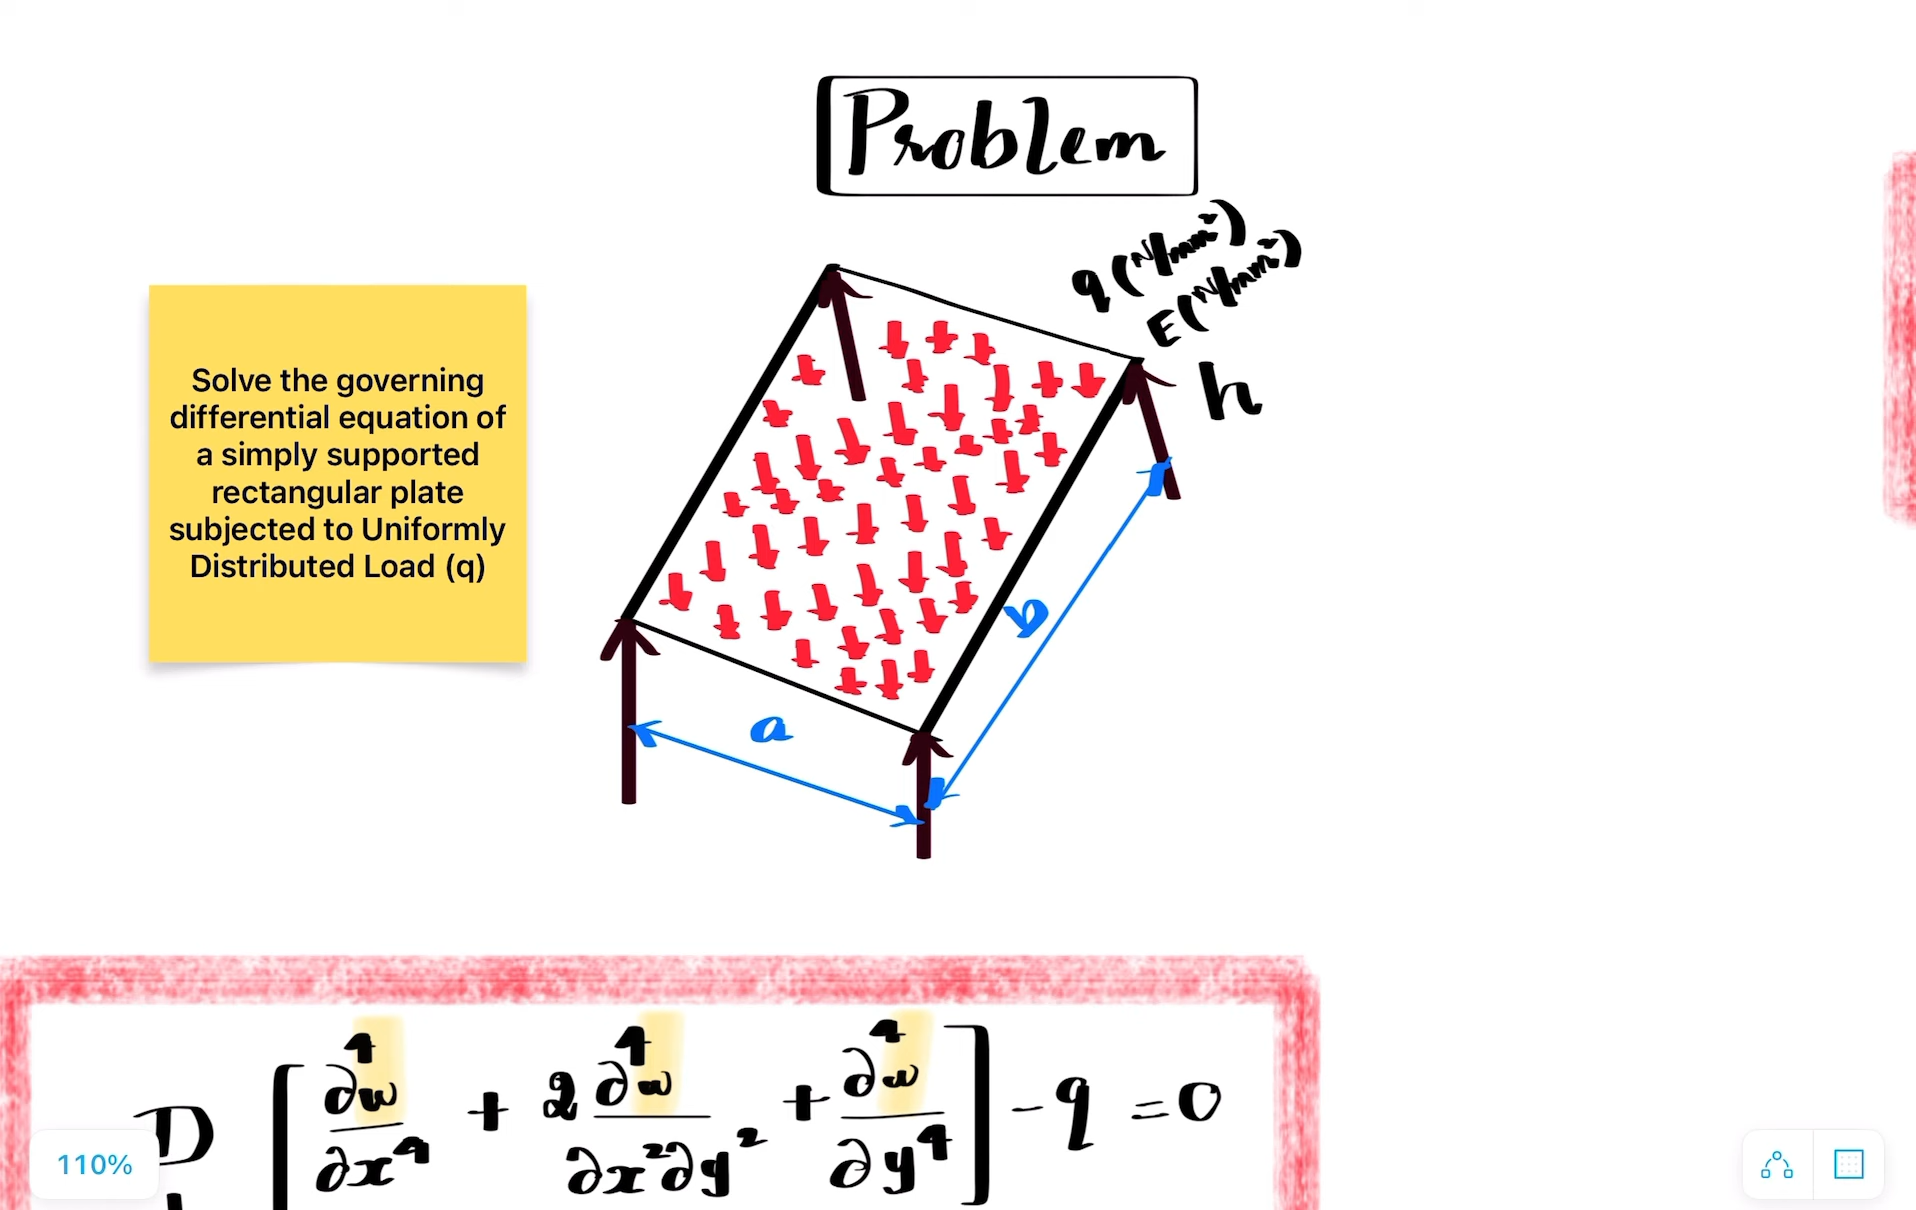 Problem
q (N/mm²)
E (N/mm²)
h
Solve the governing
differential equation of
a simply supported
rectangular plate
subjected to Uniformly
Distributed Load (q)
b
a
D [ ∂⁴w/∂x⁴ + 2 ∂⁴w/∂x²∂y² + ∂⁴w/∂y⁴ ] - q = 0
110%